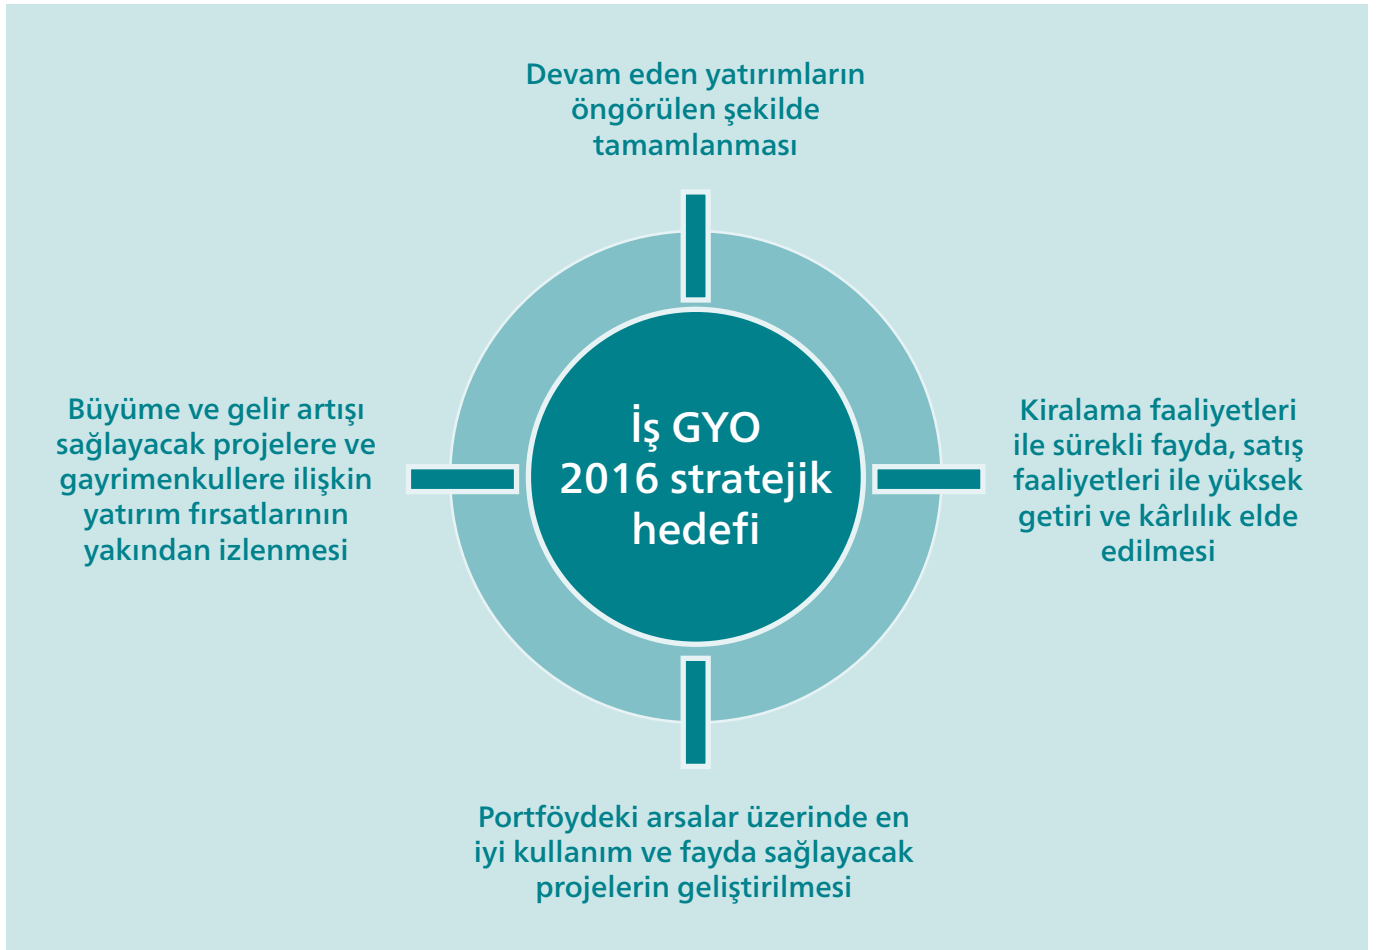 Devam eden yatırımların
öngörülen şekilde
tamamlanması
Büyüme ve gelir artışı
sağlayacak projelere ve
gayrimenkullere ilişkin
yatırım fırsatlarının
yakından izlenmesi
İş GYO
2016 stratejik
hedefi
Kiralama faaliyetleri
ile sürekli fayda, satış
faaliyetleri ile yüksek
getiri ve kârlılık elde
edilmesi
Portföydeki arsalar üzerinde en
iyi kullanım ve fayda sağlayacak
projelerin geliştirilmesi